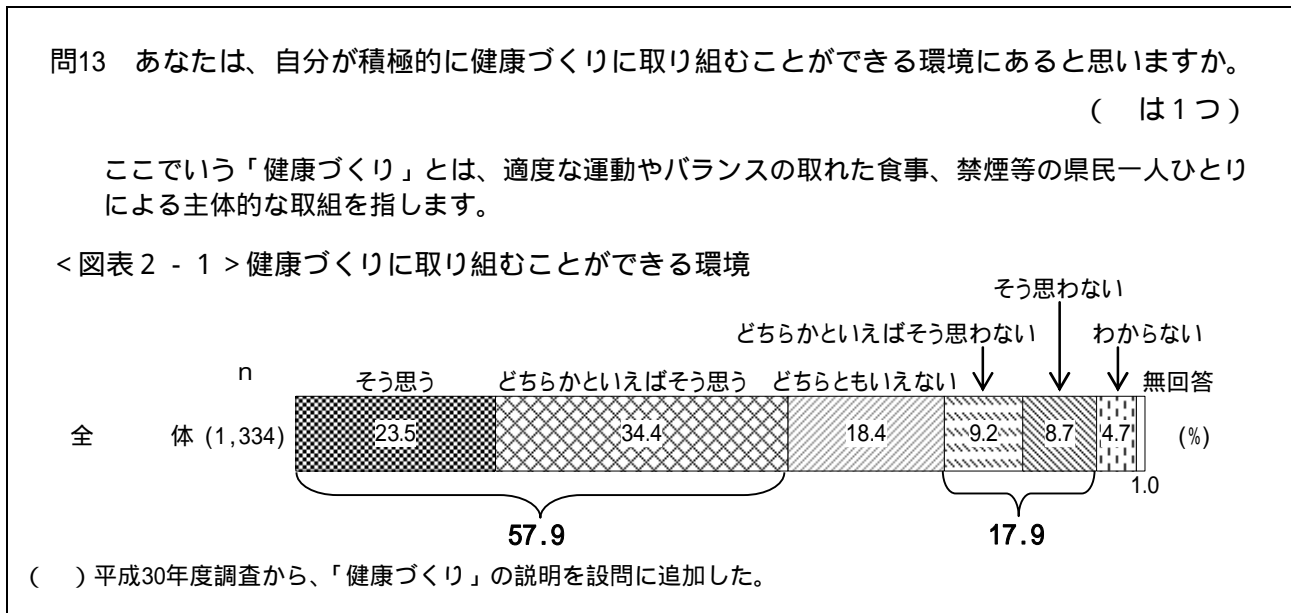 問13　あなたは、自分が積極的に健康づくりに取り組むことができる環境にあると思いますか。
（　は１つ）
ここでいう「健康づくり」とは、適度な運動やバランスの取れた食事、禁煙等の県民一人ひとり
による主体的な取組を指します。
＜図表２－１＞健康づくりに取り組むことができる環境
そう思わない
どちらかといえばそう思わない　わからない
n　そう思う　どちらかといえばそう思う　どちらともいえない　無回答
全　体 (1,334)　23.5　34.4　18.4　9.2　8.7　4.7　(%)
1.0
57.9　17.9
（　）平成30年度調査から、「健康づくり」の説明を設問に追加した。